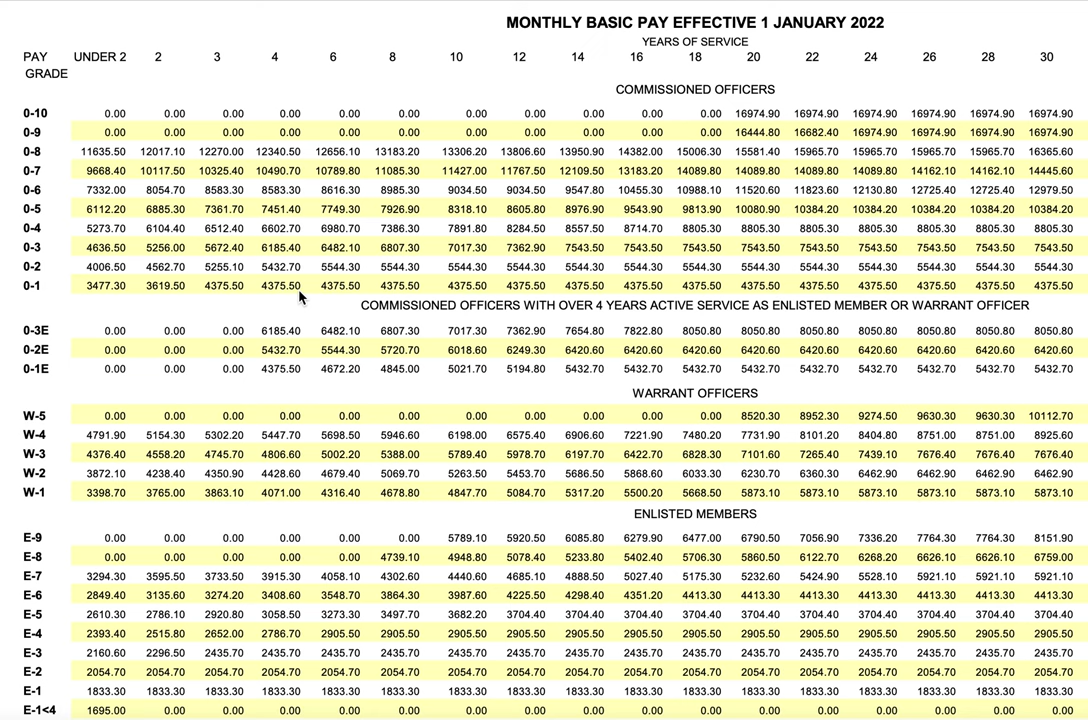 MONTHLY BASIC PAY EFFECTIVE 1 JANUARY 2022
YEARS OF SERVICE
PAY UNDER 2 2 3 4 6 8 10 12 14 16 18 20 22 24 26 28 30
GRADE
COMMISSIONED OFFICERS
0-10 0.00 0.00 0.00 0.00 0.00 0.00 0.00 0.00 0.00 0.00 0.00 16974.90 16974.90 16974.90 16974.90 16974.90 16974.90
0-9 0.00 0.00 0.00 0.00 0.00 0.00 0.00 0.00 0.00 0.00 0.00 16444.80 16682.40 16974.90 16974.90 16974.90 16974.90
0-8 11635.50 12017.10 12270.00 12340.50 12656.10 13183.20 13306.20 13806.60 13950.90 14382.00 15006.30 15581.40 15965.70 15965.70 15965.70 15965.70 16365.60
0-7 9668.40 10117.50 10325.40 10490.70 10789.80 11085.30 11427.00 11767.50 12109.50 13183.20 14089.80 14089.80 14089.80 14089.80 14162.10 14162.10 14445.60
0-6 7332.00 8054.70 8583.30 8583.30 8616.30 8985.30 9034.50 9034.50 9547.80 10455.30 10988.10 11520.60 11823.60 12130.80 12725.40 12725.40 12979.50
0-5 6112.20 6885.30 7361.70 7451.40 7749.30 7926.90 8318.10 8605.80 8976.90 9543.90 9813.90 10080.90 10384.20 10384.20 10384.20 10384.20 10384.20
0-4 5273.70 6104.40 6512.40 6602.70 6980.70 7386.30 7891.80 8284.50 8557.50 8714.70 8805.30 8805.30 8805.30 8805.30 8805.30 8805.30 8805.30
0-3 4636.50 5256.00 5672.40 6185.40 6482.10 6807.30 7017.30 7362.90 7543.50 7543.50 7543.50 7543.50 7543.50 7543.50 7543.50 7543.50 7543.50
0-2 4006.50 4562.70 5255.10 5432.70 5544.30 5544.30 5544.30 5544.30 5544.30 5544.30 5544.30 5544.30 5544.30 5544.30 5544.30 5544.30 5544.30
0-1 3477.30 3619.50 4375.50 4375.50 4375.50 4375.50 4375.50 4375.50 4375.50 4375.50 4375.50 4375.50 4375.50 4375.50 4375.50 4375.50 4375.50
COMMISSIONED OFFICERS WITH OVER 4 YEARS ACTIVE SERVICE AS ENLISTED MEMBER OR WARRANT OFFICER
0-3E 0.00 0.00 0.00 6185.40 6482.10 6807.30 7017.30 7362.90 7654.80 7822.80 8050.80 8050.80 8050.80 8050.80 8050.80 8050.80 8050.80
0-2E 0.00 0.00 0.00 5432.70 5544.30 5720.70 6018.60 6249.30 6420.60 6420.60 6420.60 6420.60 6420.60 6420.60 6420.60 6420.60 6420.60
0-1E 0.00 0.00 0.00 4375.50 4672.20 4845.00 5021.70 5194.80 5432.70 5432.70 5432.70 5432.70 5432.70 5432.70 5432.70 5432.70 5432.70
WARRANT OFFICERS
W-5 0.00 0.00 0.00 0.00 0.00 0.00 0.00 0.00 0.00 0.00 0.00 8520.30 8952.30 9274.50 9630.30 9630.30 10112.70
W-4 4791.90 5154.30 5302.20 5447.70 5698.50 5946.60 6198.00 6575.40 6906.60 7221.90 7480.20 7731.90 8101.20 8404.80 8751.00 8751.00 8925.60
W-3 4376.40 4558.20 4745.70 4806.60 5002.20 5388.00 5789.40 5978.70 6197.70 6422.70 6828.30 7101.60 7265.40 7439.10 7676.40 7676.40 7676.40
W-2 3872.10 4238.40 4350.90 4428.60 4679.40 5069.70 5263.50 5453.70 5686.50 5868.60 6033.30 6230.70 6360.30 6462.90 6462.90 6462.90 6462.90
W-1 3398.70 3765.00 3863.10 4071.00 4316.40 4678.80 4847.70 5084.70 5317.20 5500.20 5668.50 5873.10 5873.10 5873.10 5873.10 5873.10 5873.10
ENLISTED MEMBERS
E-9 0.00 0.00 0.00 0.00 0.00 0.00 5789.10 5920.50 6085.80 6279.90 6477.00 6790.50 7056.90 7336.20 7764.30 7764.30 8151.90
E-8 0.00 0.00 0.00 0.00 0.00 4739.10 4948.80 5078.40 5233.80 5402.40 5706.30 5860.50 6122.70 6268.20 6626.10 6626.10 6759.00
E-7 3294.30 3595.50 3733.50 3915.30 4058.10 4302.60 4440.60 4685.10 4888.50 5027.40 5175.30 5232.60 5424.90 5528.10 5921.10 5921.10 5921.10
E-6 2849.40 3135.60 3274.20 3408.60 3548.70 3864.30 3987.60 4225.50 4298.40 4351.20 4413.30 4413.30 4413.30 4413.30 4413.30 4413.30 4413.30
E-5 2610.30 2786.10 2920.80 3058.50 3273.30 3497.70 3682.20 3704.40 3704.40 3704.40 3704.40 3704.40 3704.40 3704.40 3704.40 3704.40 3704.40
E-4 2393.40 2515.80 2652.00 2786.70 2905.50 2905.50 2905.50 2905.50 2905.50 2905.50 2905.50 2905.50 2905.50 2905.50 2905.50 2905.50 2905.50
E-3 2160.60 2296.50 2435.70 2435.70 2435.70 2435.70 2435.70 2435.70 2435.70 2435.70 2435.70 2435.70 2435.70 2435.70 2435.70 2435.70 2435.70
E-2 2054.70 2054.70 2054.70 2054.70 2054.70 2054.70 2054.70 2054.70 2054.70 2054.70 2054.70 2054.70 2054.70 2054.70 2054.70 2054.70 2054.70
E-1 1833.30 1833.30 1833.30 1833.30 1833.30 1833.30 1833.30 1833.30 1833.30 1833.30 1833.30 1833.30 1833.30 1833.30 1833.30 1833.30 1833.30
E-1<4 1695.00 0.00 0.00 0.00 0.00 0.00 0.00 0.00 0.00 0.00 0.00 0.00 0.00 0.00 0.00 0.00 0.00